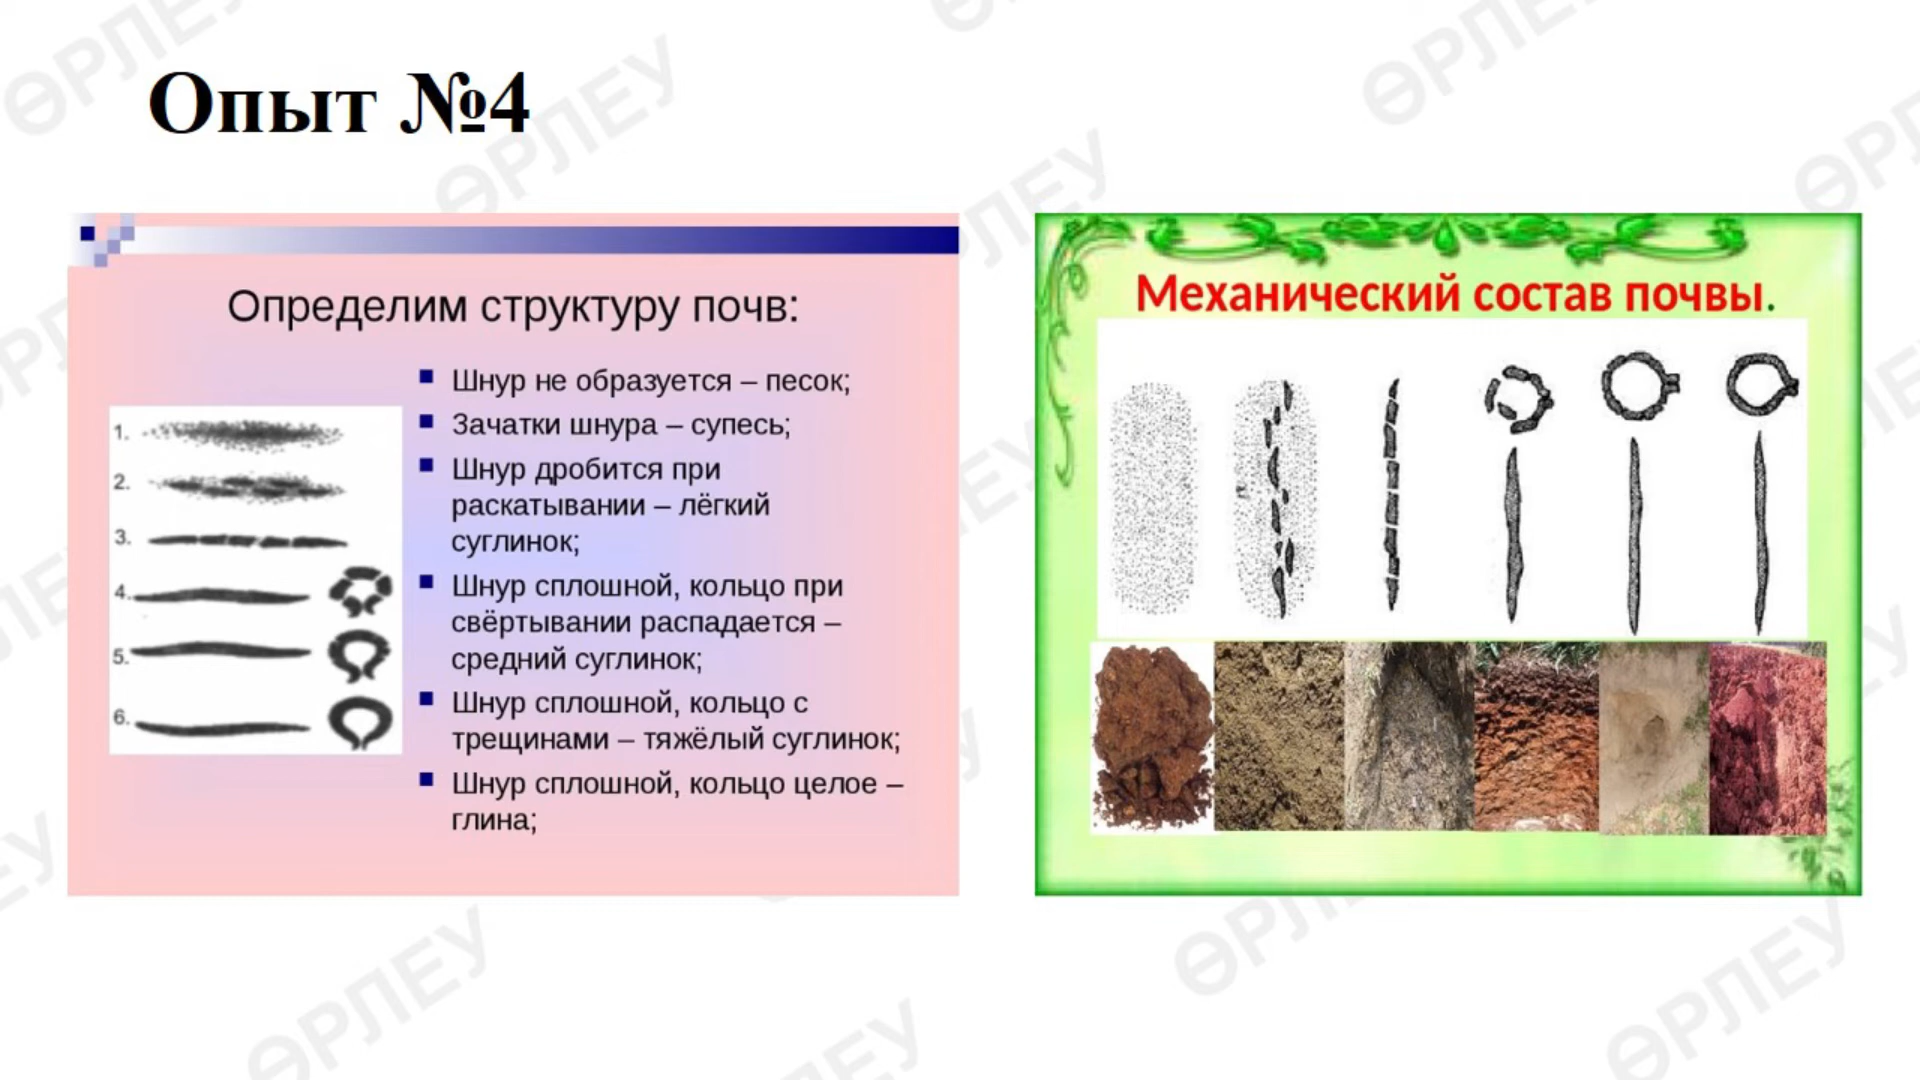 Опыт №4
Определим структуру почв:
Шнур не образуется – песок;
Зачатки шнура – супесь;
Шнур дробится при
раскатывании – лёгкий
суглинок;
Шнур сплошной, кольцо при
свёртывании распадается –
средний суглинок;
Шнур сплошной, кольцо с
трещинами – тяжёлый суглинок;
Шнур сплошной, кольцо целое –
глина;
1.
2.
3.
4.
5.
6.
Механический состав почвы.
ӨРЛЕУ